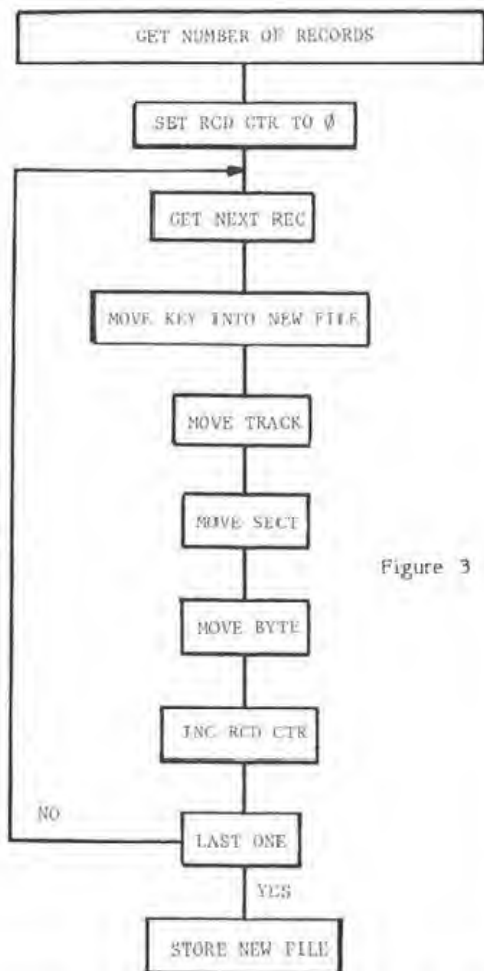 GET NUMBER OF RECORDS
SET RCD CTR TO Ø
GET NEXT REC
MOVE KEY INTO NEW FILE
MOVE TRACK
MOVE SECT
Figure 3
MOVE BYTE
INC RCD CTR
NO
LAST ONE
YES
STORE NEW FILE